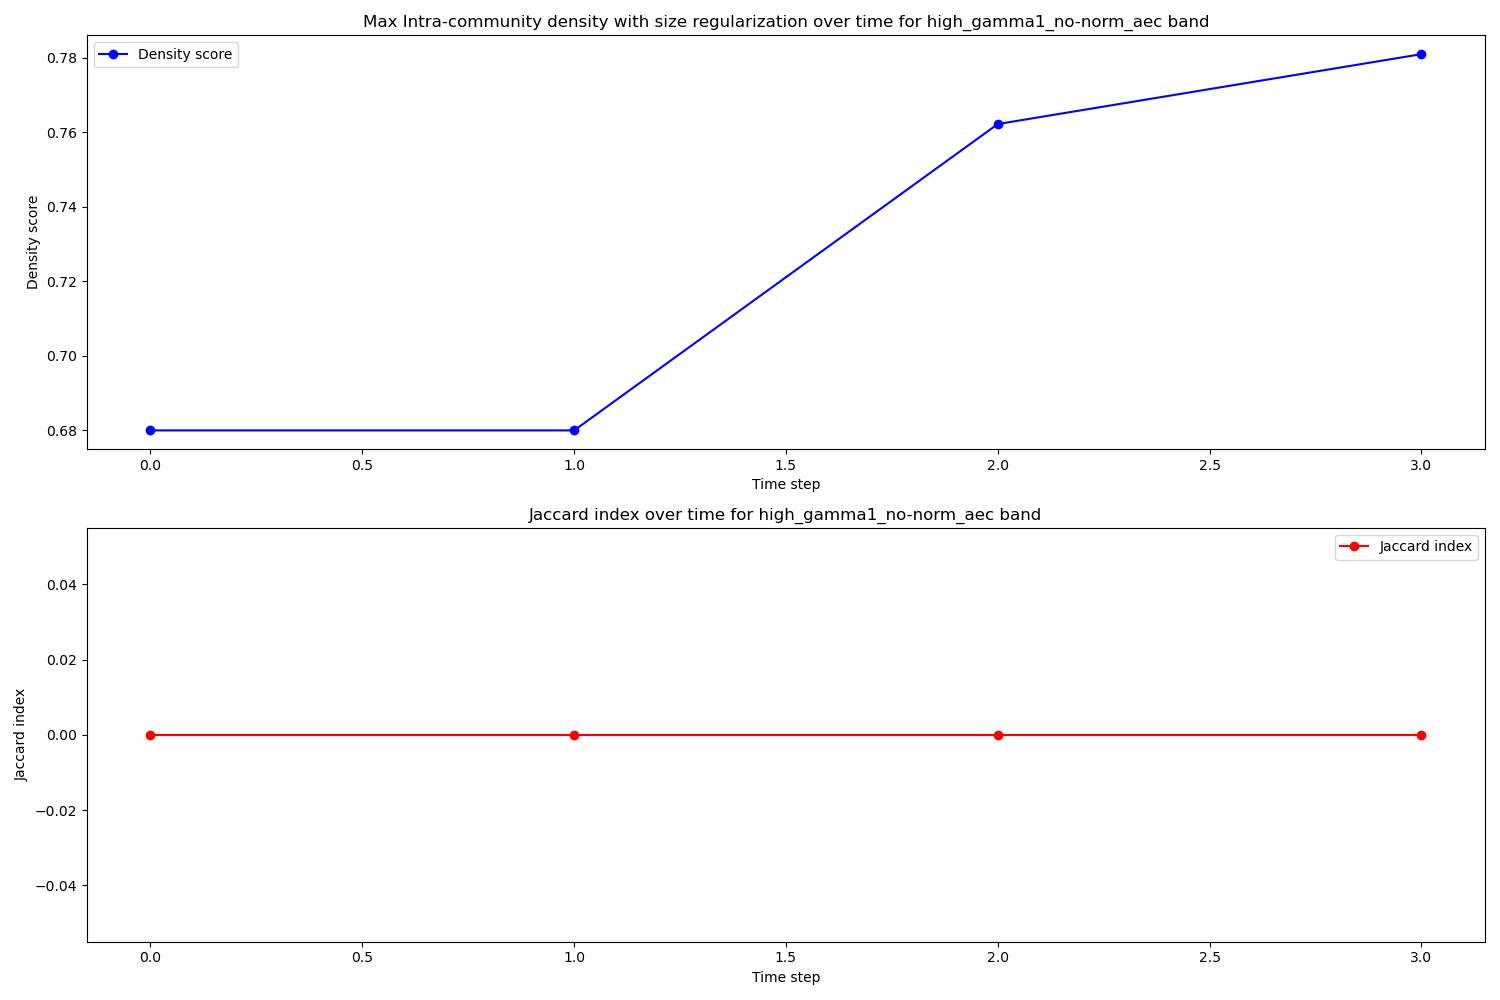 Max Intra-community density with size regularization over time for high_gamma1_no-norm_aec band
Density score
0.78
0.76
0.74
0.72
0.70
0.68
Density score
0.0 0.5 1.0 1.5 2.0 2.5 3.0
Time step
Jaccard index over time for high_gamma1_no-norm_aec band
Jaccard index
0.04
0.02
0.00
−0.02
−0.04
Jaccard index
0.0 0.5 1.0 1.5 2.0 2.5 3.0
Time step